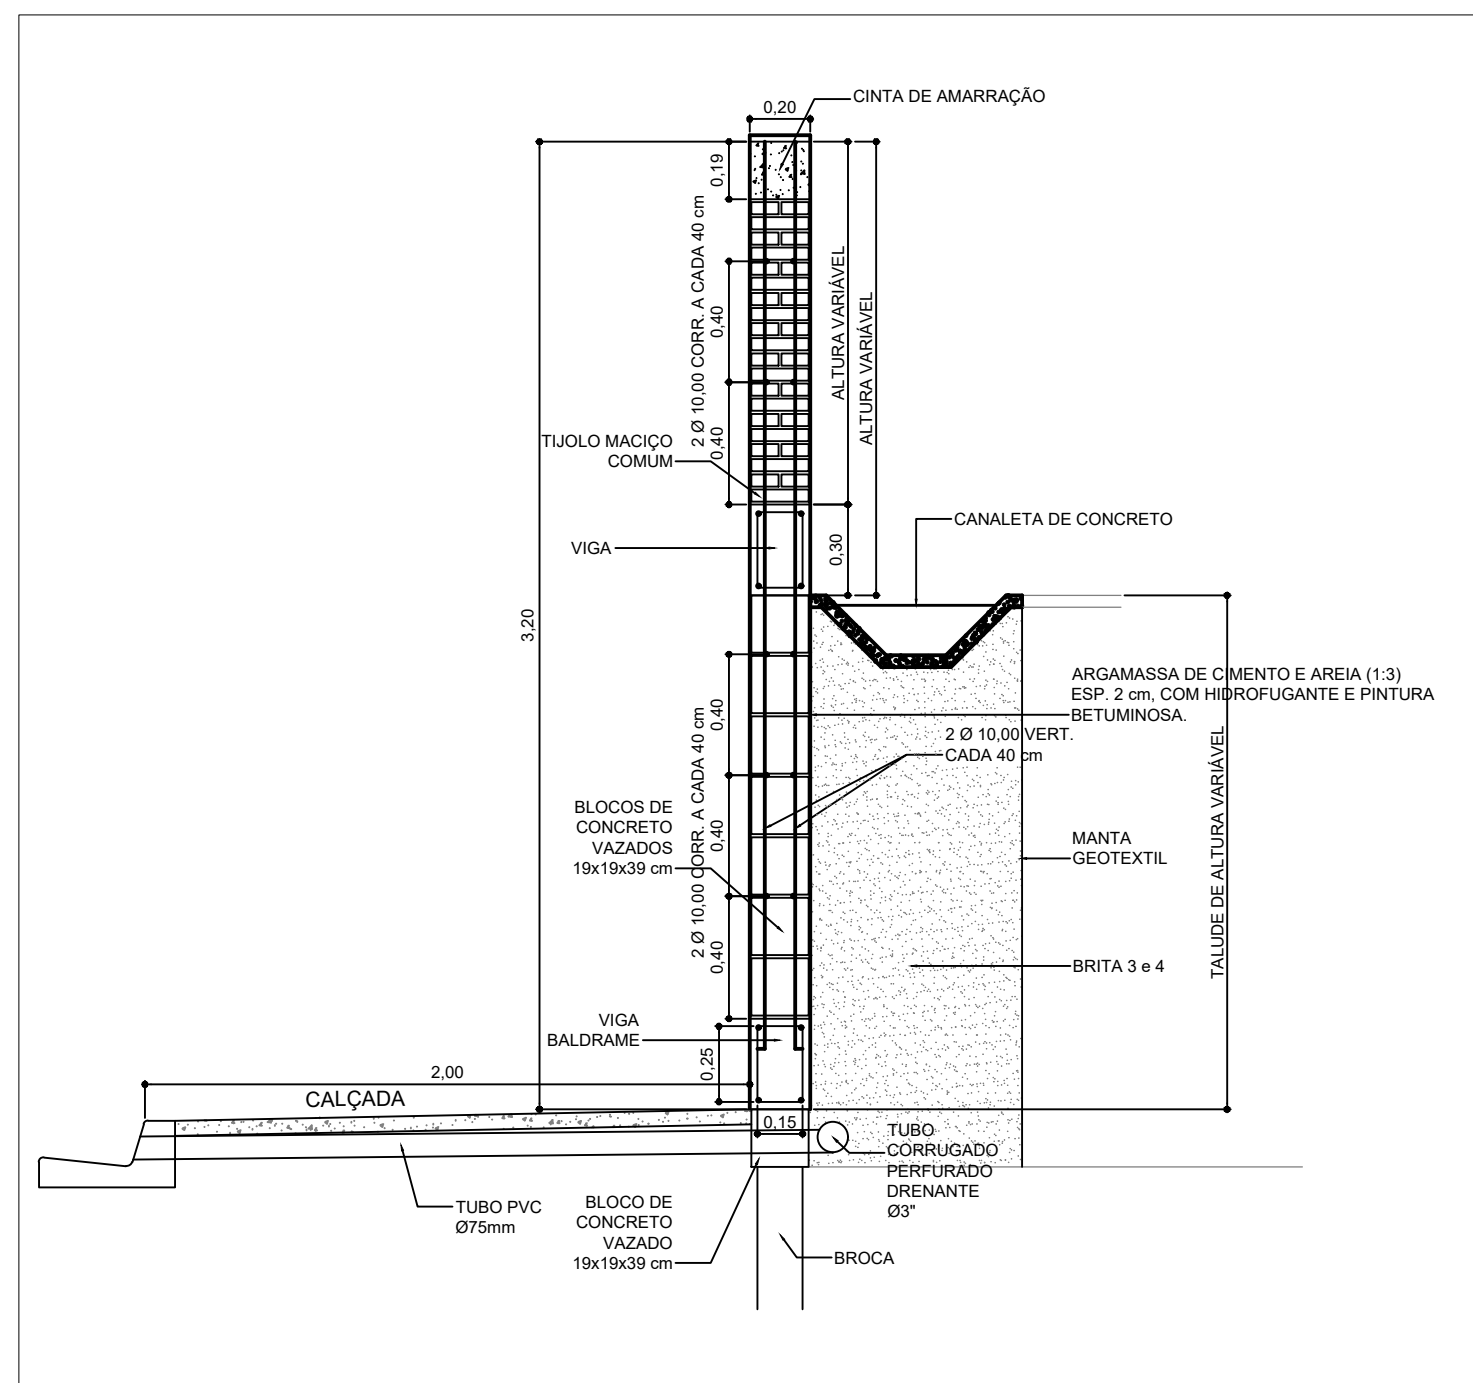 CINTA DE AMARRAÇÃO
0,20
0,19
2 Ø 10,00 CORR. A CADA 40 cm
0,40
0,40
ALTURA VARIÁVEL
ALTURA VARIÁVEL
TIJOLO MACIÇO
COMUM
CANALETA DE CONCRETO
VIGA
0,30
3,20
ARGAMASSA DE CIMENTO E AREIA (1:3)
ESP. 2 cm, COM HIDROFUGANTE E PINTURA
BETUMINOSA.
2 Ø 10,00 VERT.
CADA 40 cm
2 Ø 10,00 CORR. A CADA 40 cm
0,40
0,40
0,40
BLOCOS DE
CONCRETO
VAZADOS
19x19x39 cm
MANTA
GEOTEXTIL
TALUDE DE ALTURA VARIÁVEL
BRITA 3 e 4
VIGA
BALDRAME
0,25
2,00
CALÇADA
0,15
TUBO
CORRUGADO
PERFURADO
DRENANTE
Ø3"
TUBO PVC
Ø75mm
BLOCO DE
CONCRETO
VAZADO
19x19x39 cm
BROCA